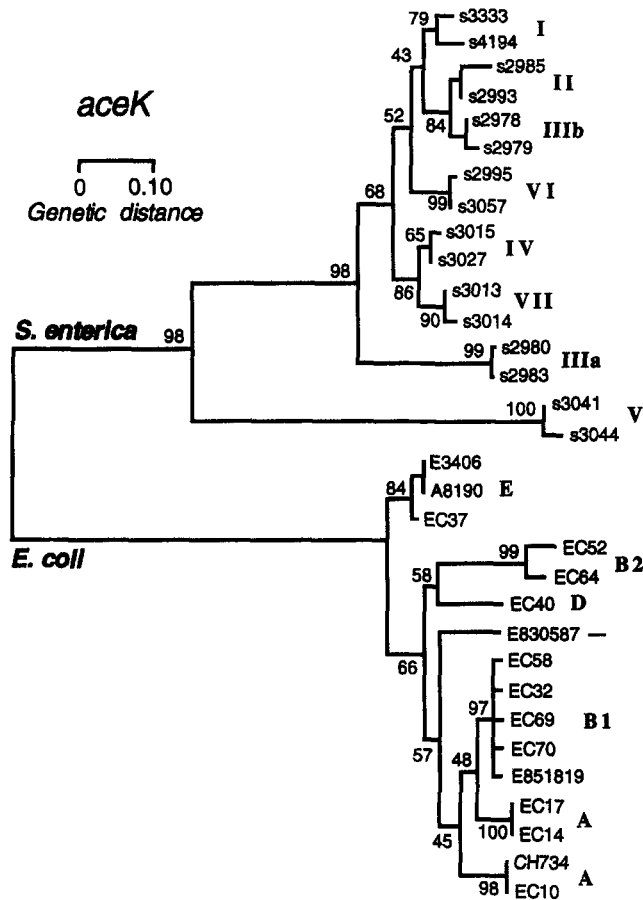 aceK
0 0.10
Genetic distance
79 s3333 I
s4194
43
s2985 II
s2993
84 s2978 IIIb
s2979
52
s2995 VI
99 s3057
68
65 s3015 IV
s3027
86
s3013 VII
90 s3014
98
99 s2980 IIIa
s2983
S. enterica 98
100 s3041 V
s3044
E3406
84 A8190 E
EC37
E. coli
99 EC52 B2
EC64
58
EC40 D
66
E830587 —
EC58
EC32
97
EC69 B1
EC70
57
48
E851819
EC17 A
100 EC14
45
CH734 A
98 EC10